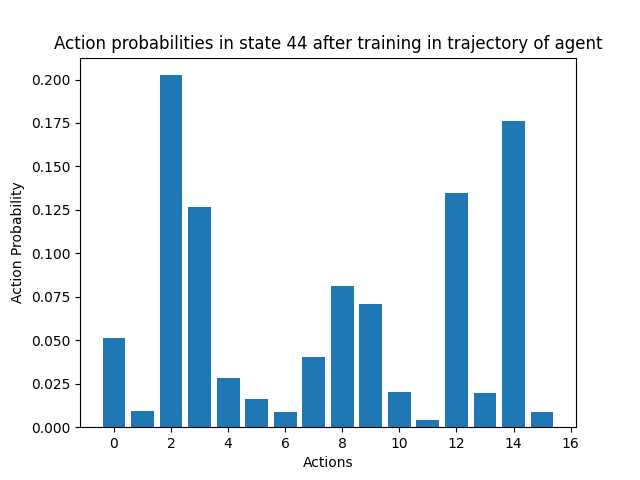 Action probabilities in state 44 after training in trajectory of agent
0.200
0.175
0.150
0.125
0.100
0.075
0.050
0.025
0.000
Action Probability
0 2 4 6 8 10 12 14 16
Actions